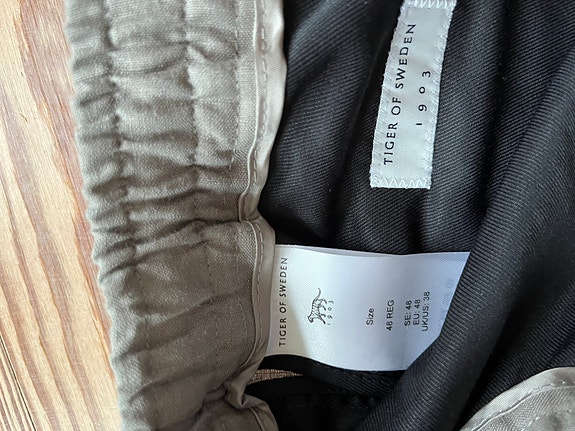 TIGER OF SWEDEN
1903
TIGER OF SWEDEN
1903
Size
48 REG
SE: 48
EU: 48
UK/US: 38